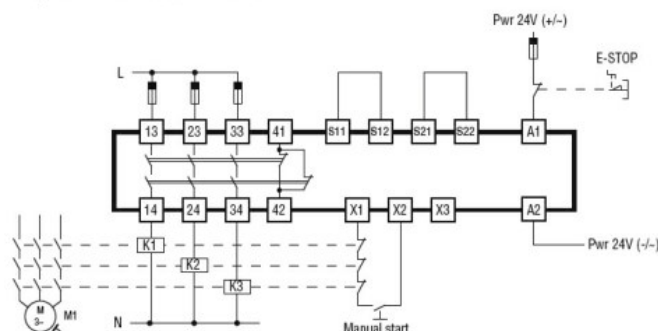 Pwr 24V (+/~)
E-STOP
L
13 23 33 41 S11 S12 S21 S22 A1
14 24 34 42 X1 X2 X3 A2
K1
Pwr 24V (-/~)
K2
K3
M 3~ M1
N
Manual start